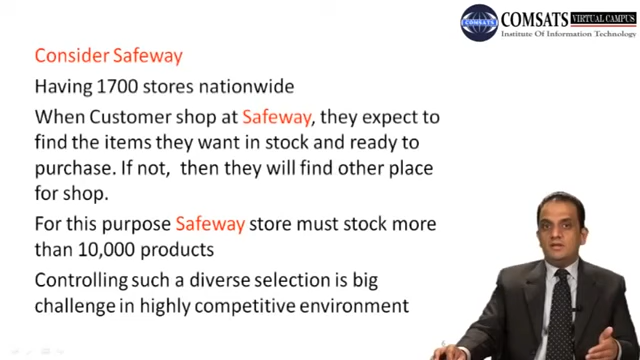 COMSATS VIRTUAL CAMPUS
Institute Of Information Technology
Consider Safeway
Having 1700 stores nationwide
When Customer shop at Safeway, they expect to
find the items they want in stock and ready to
purchase. If not, then they will find other place
for shop.
For this purpose Safeway store must stock more
than 10,000 products
Controlling such a diverse selection is big
challenge in highly competitive environment